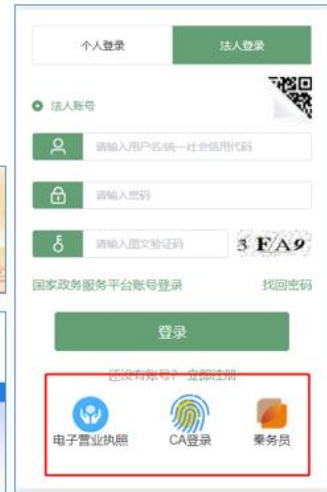 个人登录 法人登录
法人账号
请输入用户名/统一社会信用代码
请输入密码
请输入图文验证码 3 FA9
国家政务服务平台账号登录 找回密码
登录
还没有账号？ 立即注册
电子营业执照 CA登录 秦务员